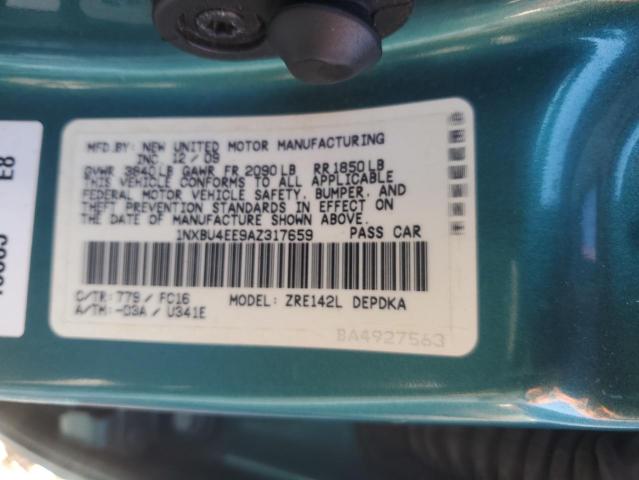 MFD.BY: NEW UNITED MOTOR MANUFACTURING
INC 12/09
GVWR 3640LB GAWR FR 2090LB RR 1850LB
THIS VEHICLE CONFORMS TO ALL APPLICABLE
FEDERAL MOTOR VEHICLE SAFETY, BUMPER, AND
THEFT PREVENTION STANDARDS IN EFFECT ON
THE DATE OF MANUFACTURE SHOWN ABOVE.
1NXBU4EE9AZ317659 PASS CAR
C/TR: 779 / FC16 MODEL: ZRE142L DEPDKA
A/TM: -03A / U341E
BA4927563
E8